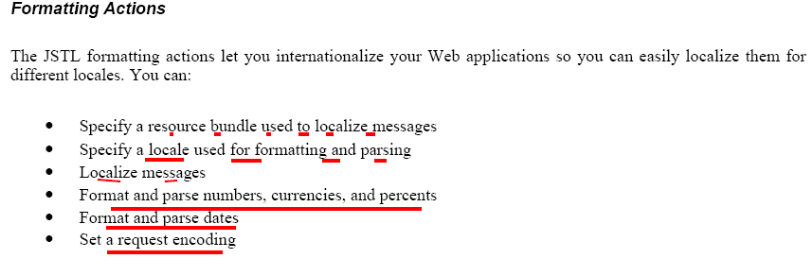 Formatting Actions
The JSTL formatting actions let you internationalize your Web applications so you can easily localize them for
different locales. You can:
• Specify a resource bundle used to localize messages
• Specify a locale used for formatting and parsing
• Localize messages
• Format and parse numbers, currencies, and percents
• Format and parse dates
• Set a request encoding